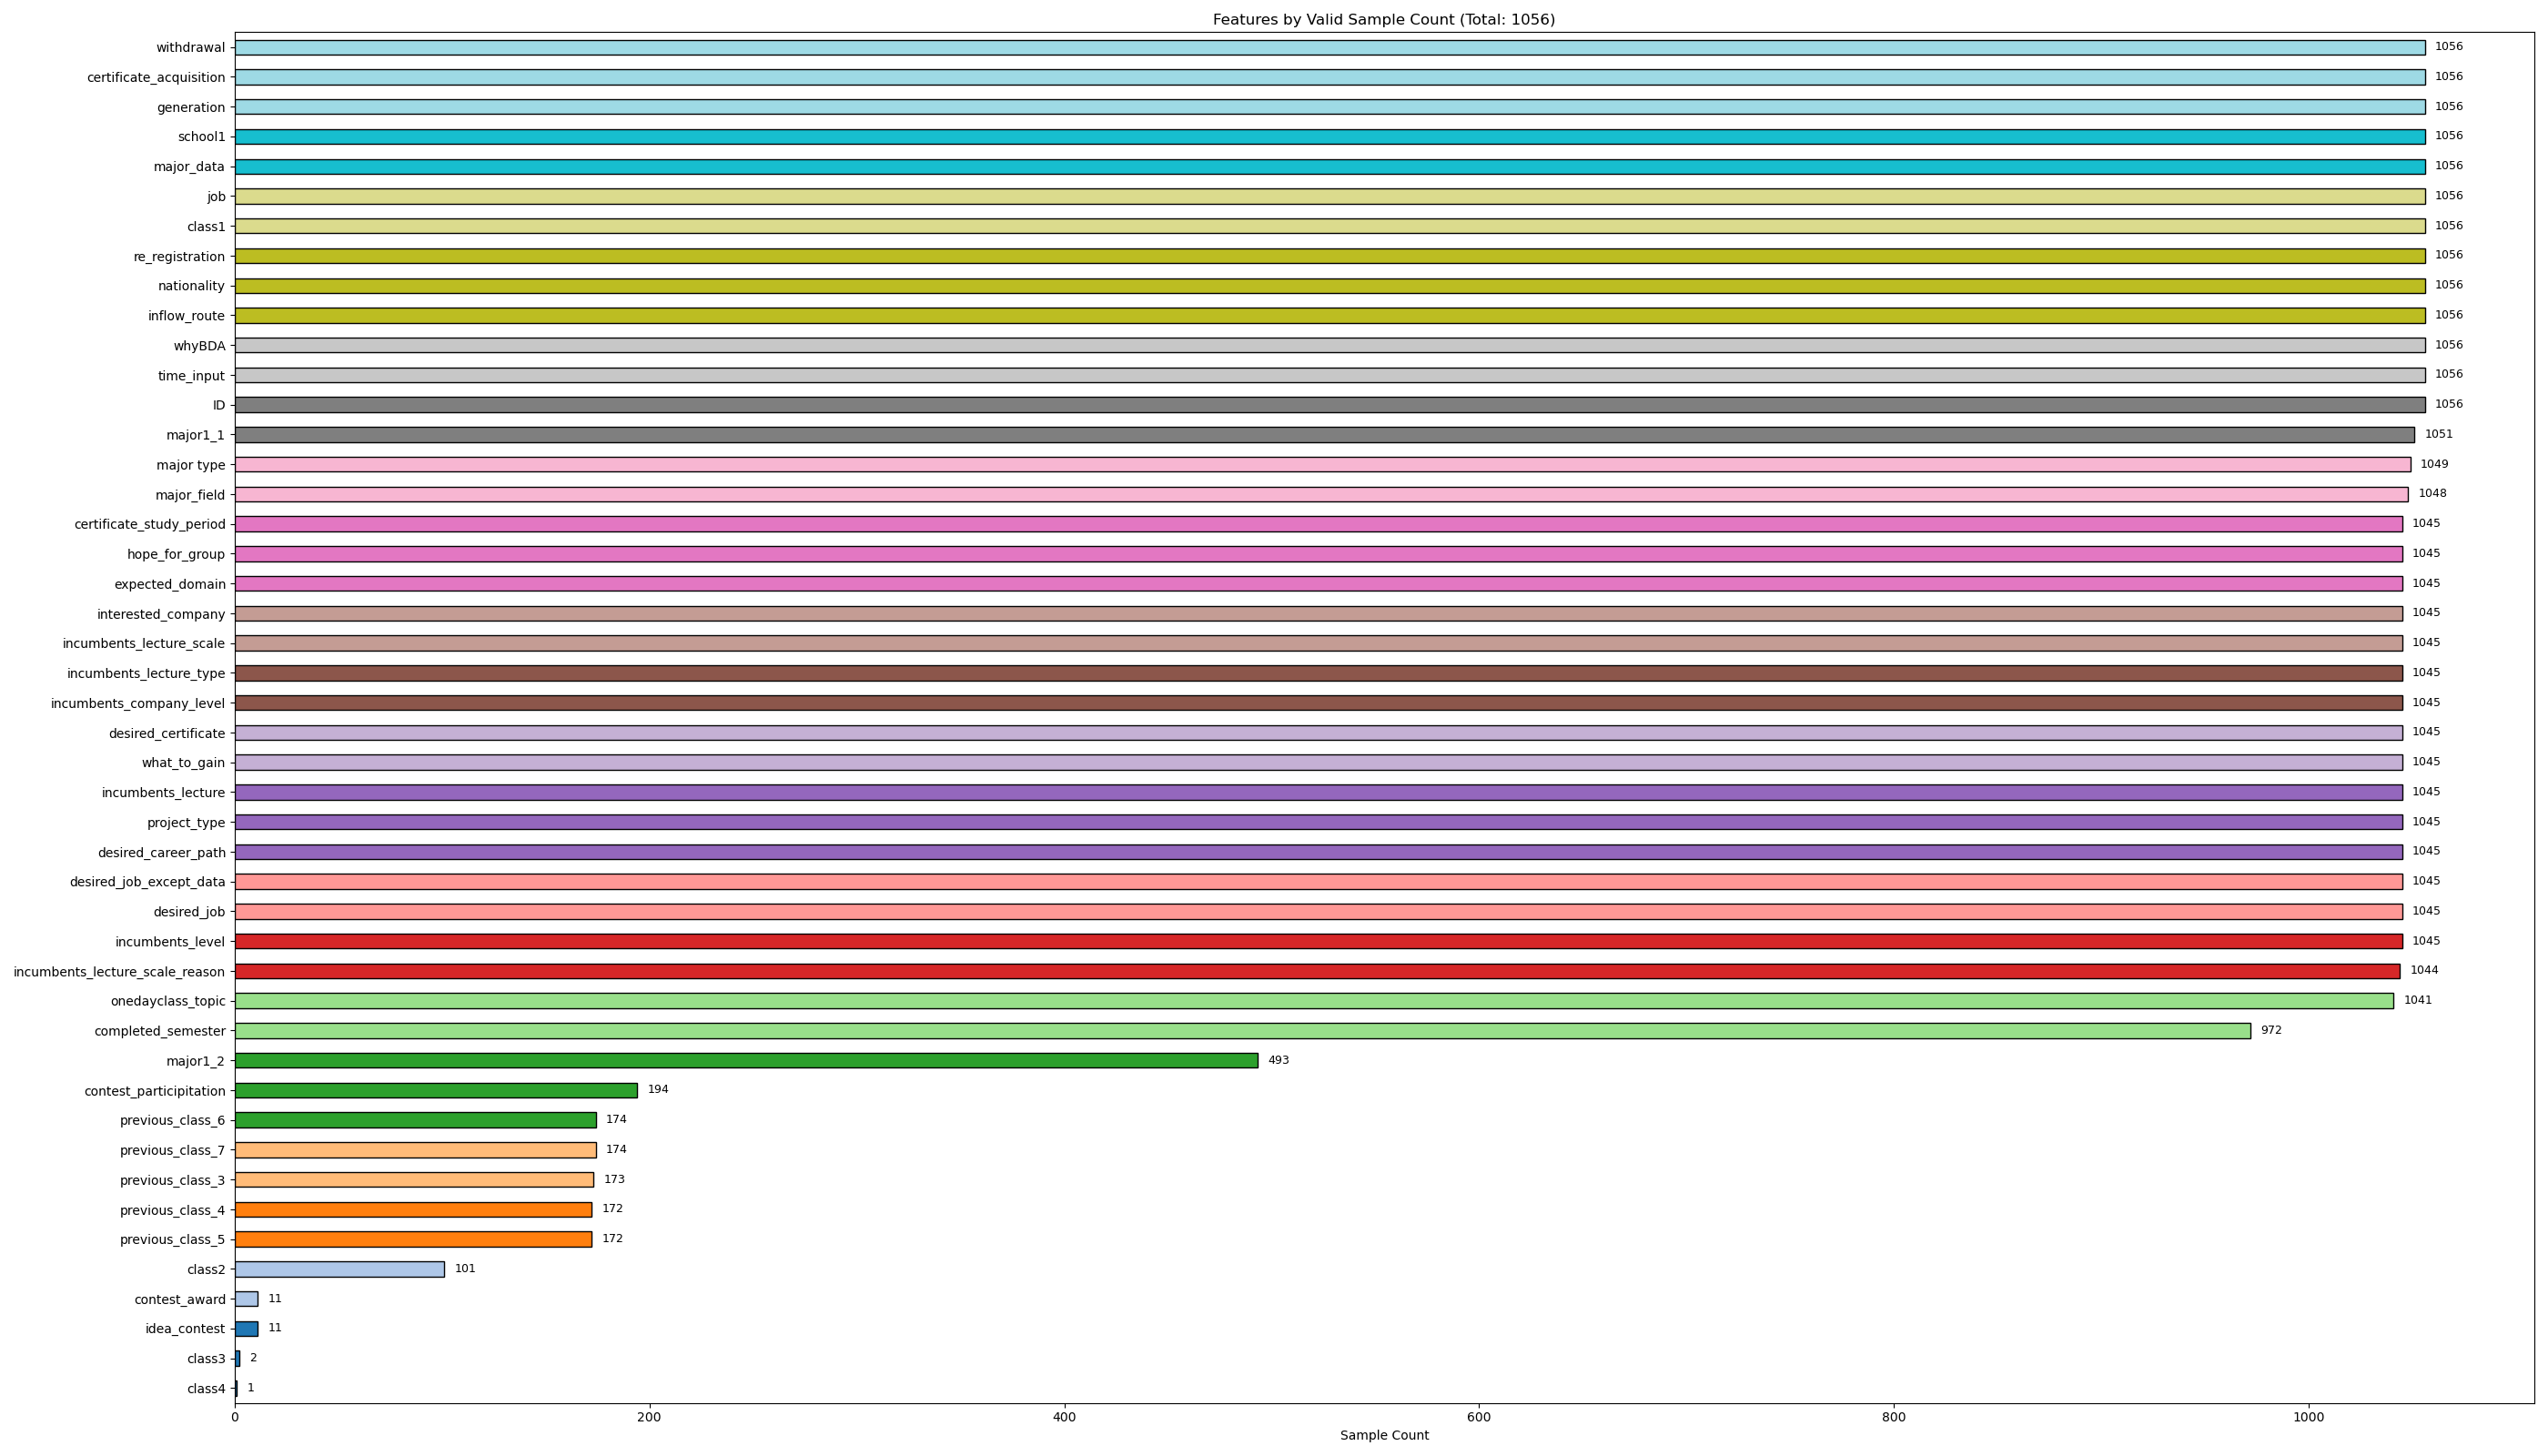 Features by Valid Sample Count (Total: 1056)
withdrawal 1056
certificate_acquisition 1056
generation 1056
school1 1056
major_data 1056
job 1056
class1 1056
re_registration 1056
nationality 1056
inflow_route 1056
whyBDA 1056
time_input 1056
ID 1056
major1_1 1051
major type 1049
major_field 1048
certificate_study_period 1045
hope_for_group 1045
expected_domain 1045
interested_company 1045
incumbents_lecture_scale 1045
incumbents_lecture_type 1045
incumbents_company_level 1045
desired_certificate 1045
what_to_gain 1045
incumbents_lecture 1045
project_type 1045
desired_career_path 1045
desired_job_except_data 1045
desired_job 1045
incumbents_level 1045
incumbents_lecture_scale_reason 1044
onedayclass_topic 1041
completed_semester 972
major1_2 493
contest_participitation 194
previous_class_6 174
previous_class_7 174
previous_class_3 173
previous_class_4 172
previous_class_5 172
class2 101
contest_award 11
idea_contest 11
class3 2
class4 1
0 200 400 600 800 1000
Sample Count